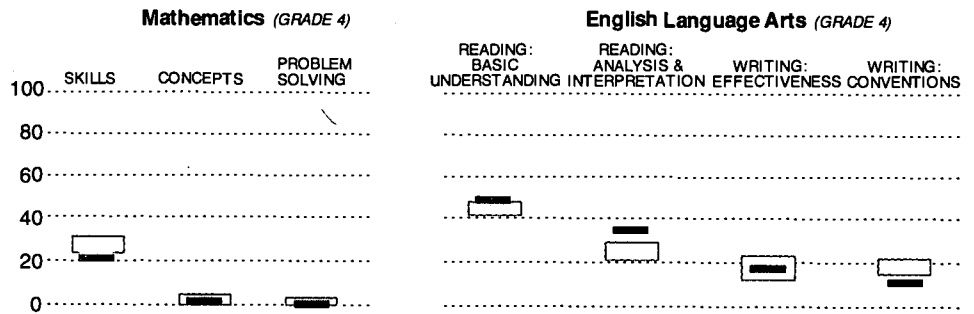 Mathematics (GRADE 4)
SKILLS
CONCEPTS
PROBLEM
SOLVING
100
80
60
40
20
0
English Language Arts (GRADE 4)
READING:
BASIC
UNDERSTANDING
READING:
ANALYSIS &
INTERPRETATION
WRITING:
EFFECTIVENESS
WRITING:
CONVENTIONS